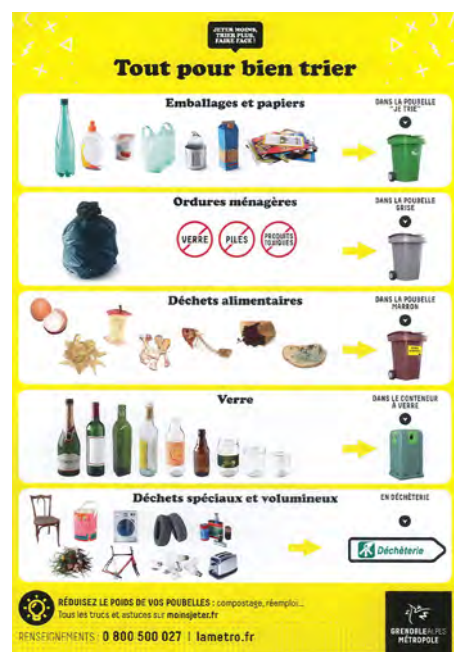 JETER MOINS,
TRIER PLUS,
FAIRE FACE !
Tout pour bien trier
Emballages et papiers
DANS LA POUBELLE
"JE TRIE"
Ordures ménagères
DANS LA POUBELLE
GRISE
VERRE
PILES
PRODUITS
TOXIQUES
Déchets alimentaires
DANS LA POUBELLE
MARRON
Verre
DANS LE CONTENEUR
À VERRE
Déchets spéciaux et volumineux
EN DÉCHÈTERIE
Déchèterie
RÉDUISEZ LE POIDS DE VOS POUBELLES : compostage, réemploi...
Tous les trucs et astuces sur moinsjeter.fr
RENSEIGNEMENTS : 0 800 500 027 | lametro.fr
GRENOBLEALPES
MÉTROPOLE